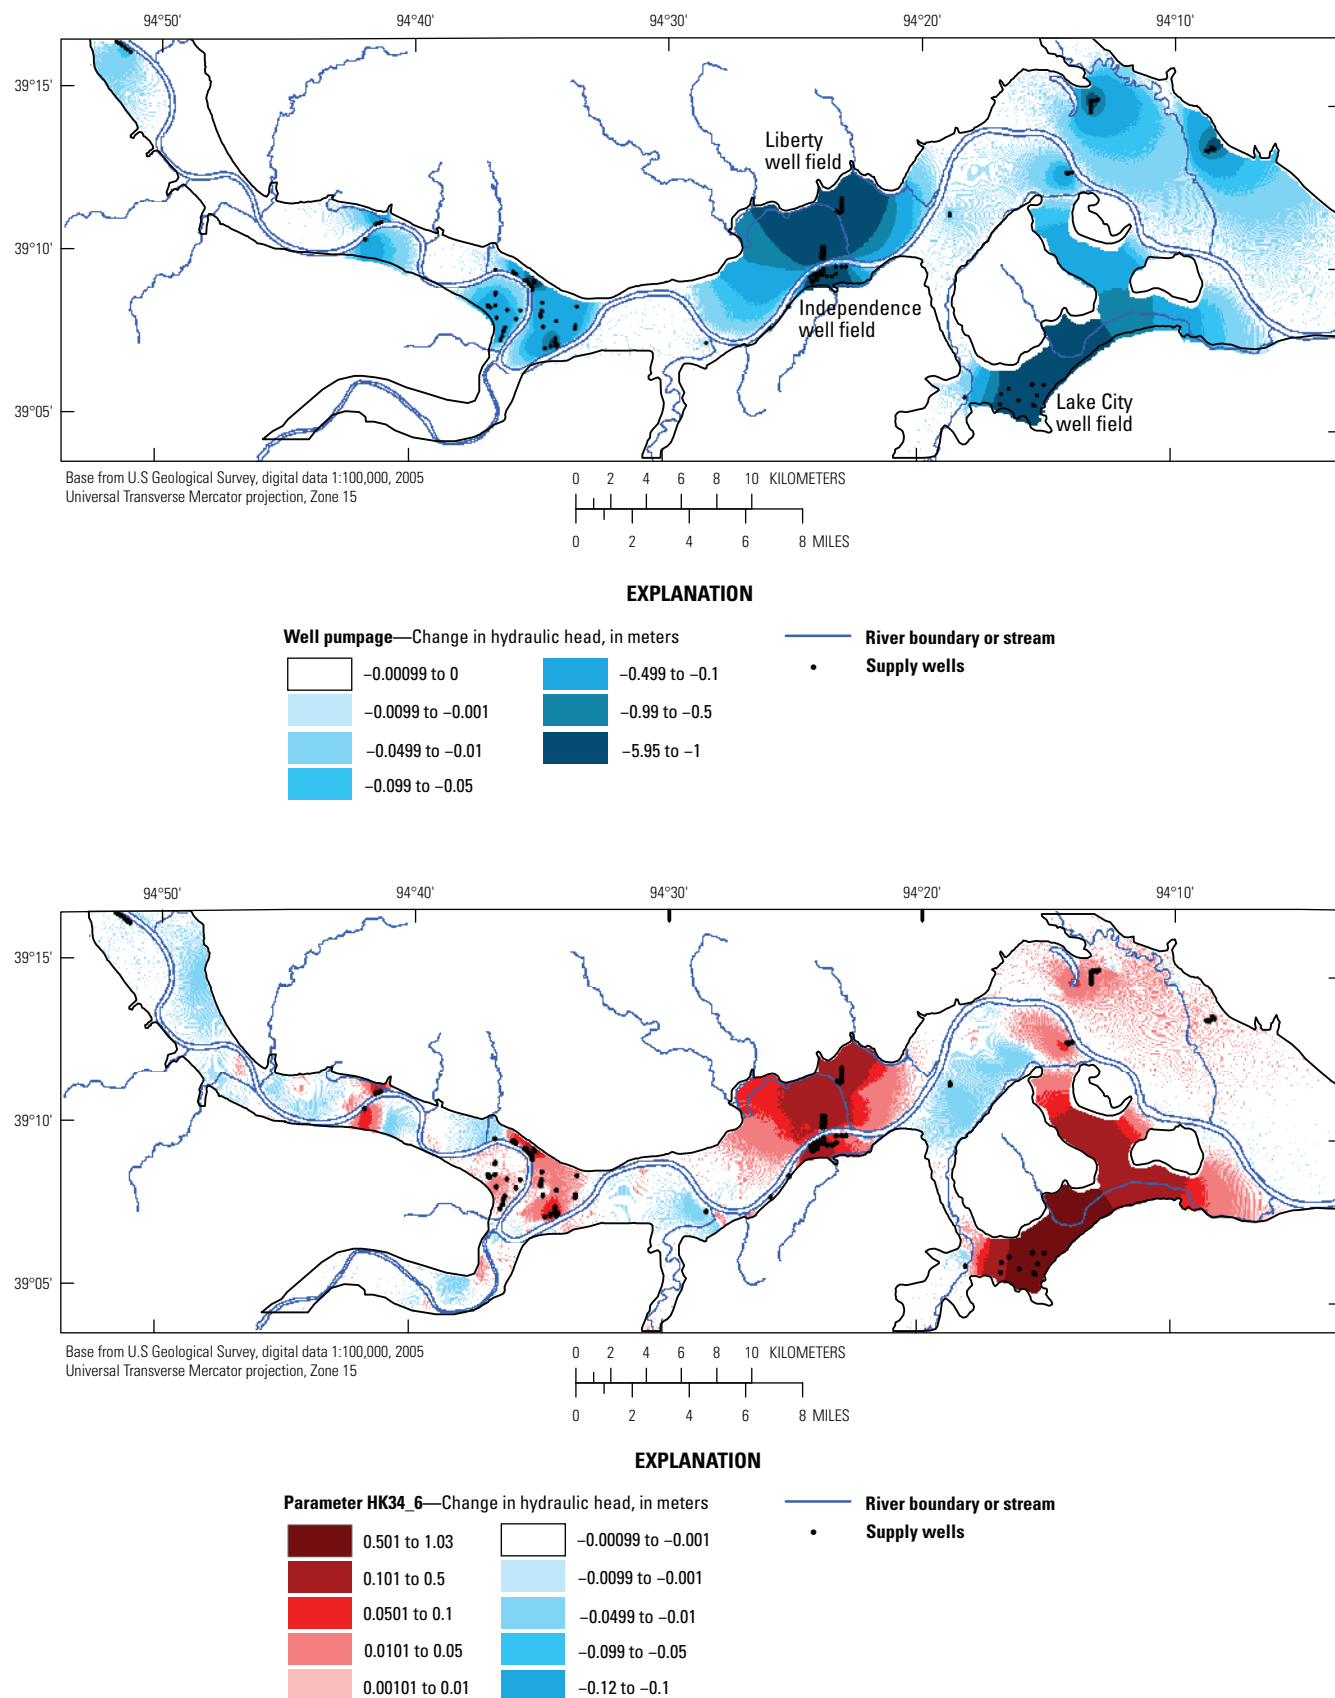 94°50' 94°40' 94°30' 94°20' 94°10'
39°15'
Liberty
well field
39°10'
Independence
well field
39°05'
Lake City
well field
Base from U.S Geological Survey, digital data 1:100,000, 2005
Universal Transverse Mercator projection, Zone 15
0 2 4 6 8 10 KILOMETERS
0 2 4 6 8 MILES
EXPLANATION
Well pumpage—Change in hydraulic head, in meters
−0.00099 to 0
−0.0099 to −0.001
−0.0499 to −0.01
−0.099 to −0.05
−0.499 to −0.1
−0.99 to −0.5
−5.95 to −1
River boundary or stream
Supply wells
94°50' 94°40' 94°30' 94°20' 94°10'
39°15'
39°10'
39°05'
Base from U.S Geological Survey, digital data 1:100,000, 2005
Universal Transverse Mercator projection, Zone 15
0 2 4 6 8 10 KILOMETERS
0 2 4 6 8 MILES
EXPLANATION
Parameter HK34_6—Change in hydraulic head, in meters
0.501 to 1.03
0.101 to 0.5
0.0501 to 0.1
0.0101 to 0.05
0.00101 to 0.01
−0.00099 to −0.001
−0.0099 to −0.001
−0.0499 to −0.01
−0.099 to −0.05
−0.12 to −0.1
River boundary or stream
Supply wells